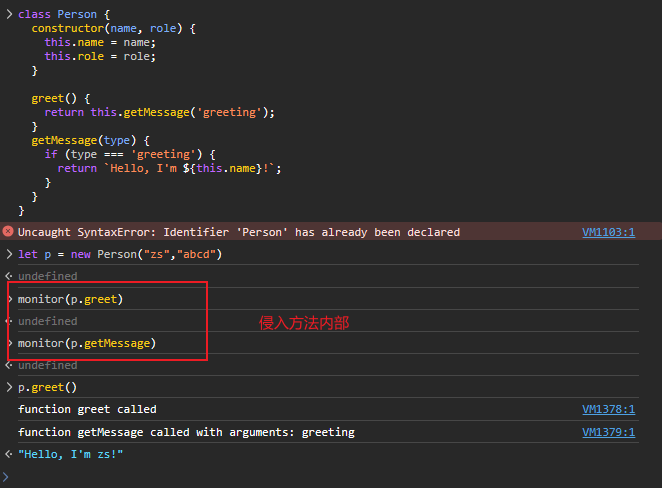 class Person {
constructor(name, role) {
this.name = name;
this.role = role;
}
greet() {
return this.getMessage('greeting');
}
getMessage(type) {
if (type === 'greeting') {
return `Hello, I'm ${this.name}!`;
}
}
}
Uncaught SyntaxError: Identifier 'Person' has already been declared VM1103:1
let p = new Person("zs","abcd")
undefined
monitor(p.greet)
undefined
侵入方法内部
monitor(p.getMessage)
undefined
p.greet()
function greet called VM1378:1
function getMessage called with arguments: greeting VM1379:1
"Hello, I'm zs!"